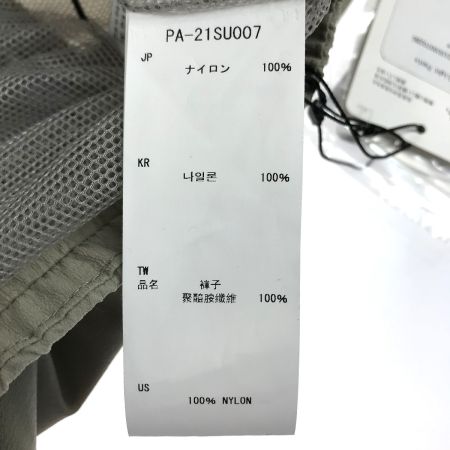 PA-21SU007
JP
ナイロン 100%
KR
나일론 100%
TW
品名 褲子
聚醯胺纖維 100%
US
100% NYLON